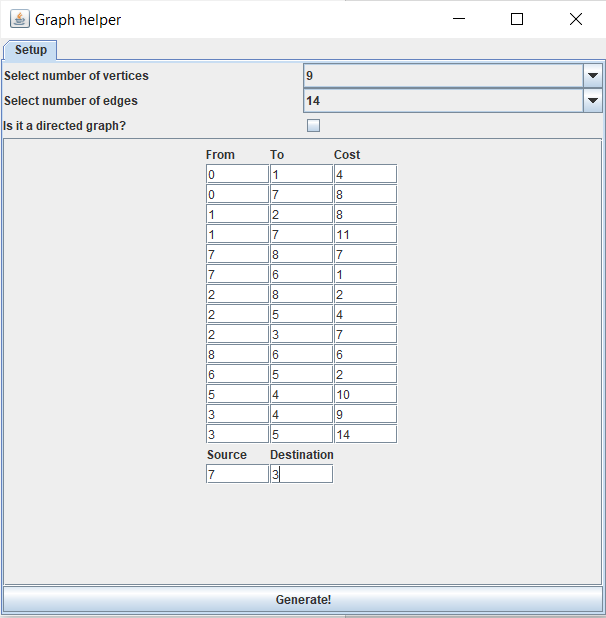 Graph helper
Setup
Select number of vertices 9
Select number of edges 14
Is it a directed graph?
From To Cost
0 1 4
0 7 8
1 2 8
1 7 11
7 8 7
7 6 1
2 8 2
2 5 4
2 3 7
8 6 6
6 5 2
5 4 10
3 4 9
3 5 14
Source Destination
7 3
Generate!